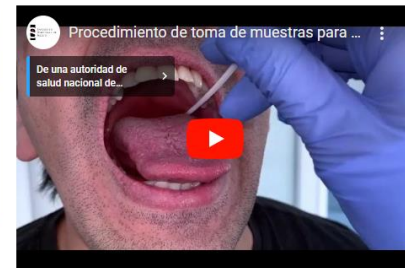 Procedimiento de toma de muestras para ...
De una autoridad de
salud nacional de...